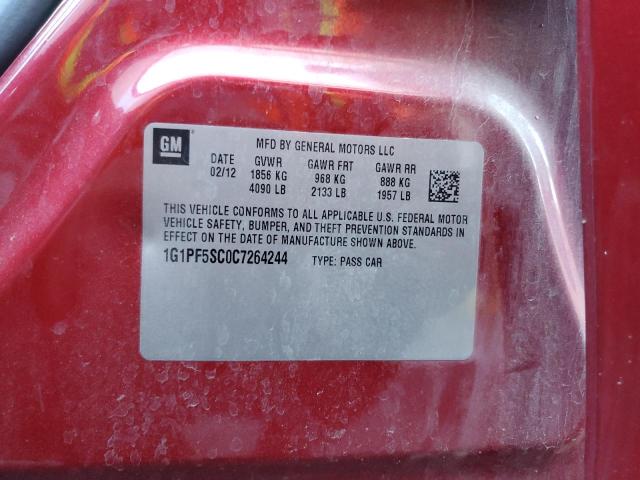 GM
MFD BY GENERAL MOTORS LLC
DATE GVWR GAWR FRT GAWR RR
02/12 1856 KG 968 KG 888 KG
4090 LB 2133 LB 1957 LB
THIS VEHICLE CONFORMS TO ALL APPLICABLE U.S. FEDERAL MOTOR
VEHICLE SAFETY, BUMPER, AND THEFT PREVENTION STANDARDS IN
EFFECT ON THE DATE OF MANUFACTURE SHOWN ABOVE.
1G1PF5SC0C7264244 TYPE: PASS CAR